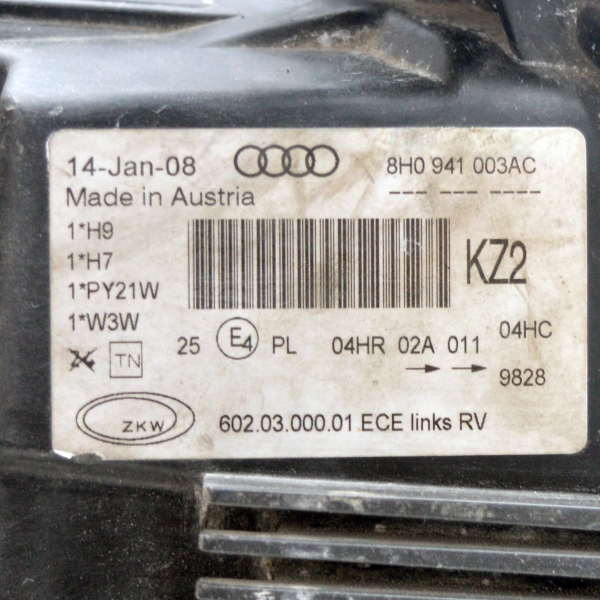 14-Jan-08 8H0 941 003AC
Made in Austria --- --- ---- ----
1*H9
1*H7
1*PY21W
1*W3W
KZ2
25 E4 PL 04HR 02A 011 04HC
→ → 9828
TN
ZKW 602.03.000.01 ECE links RV